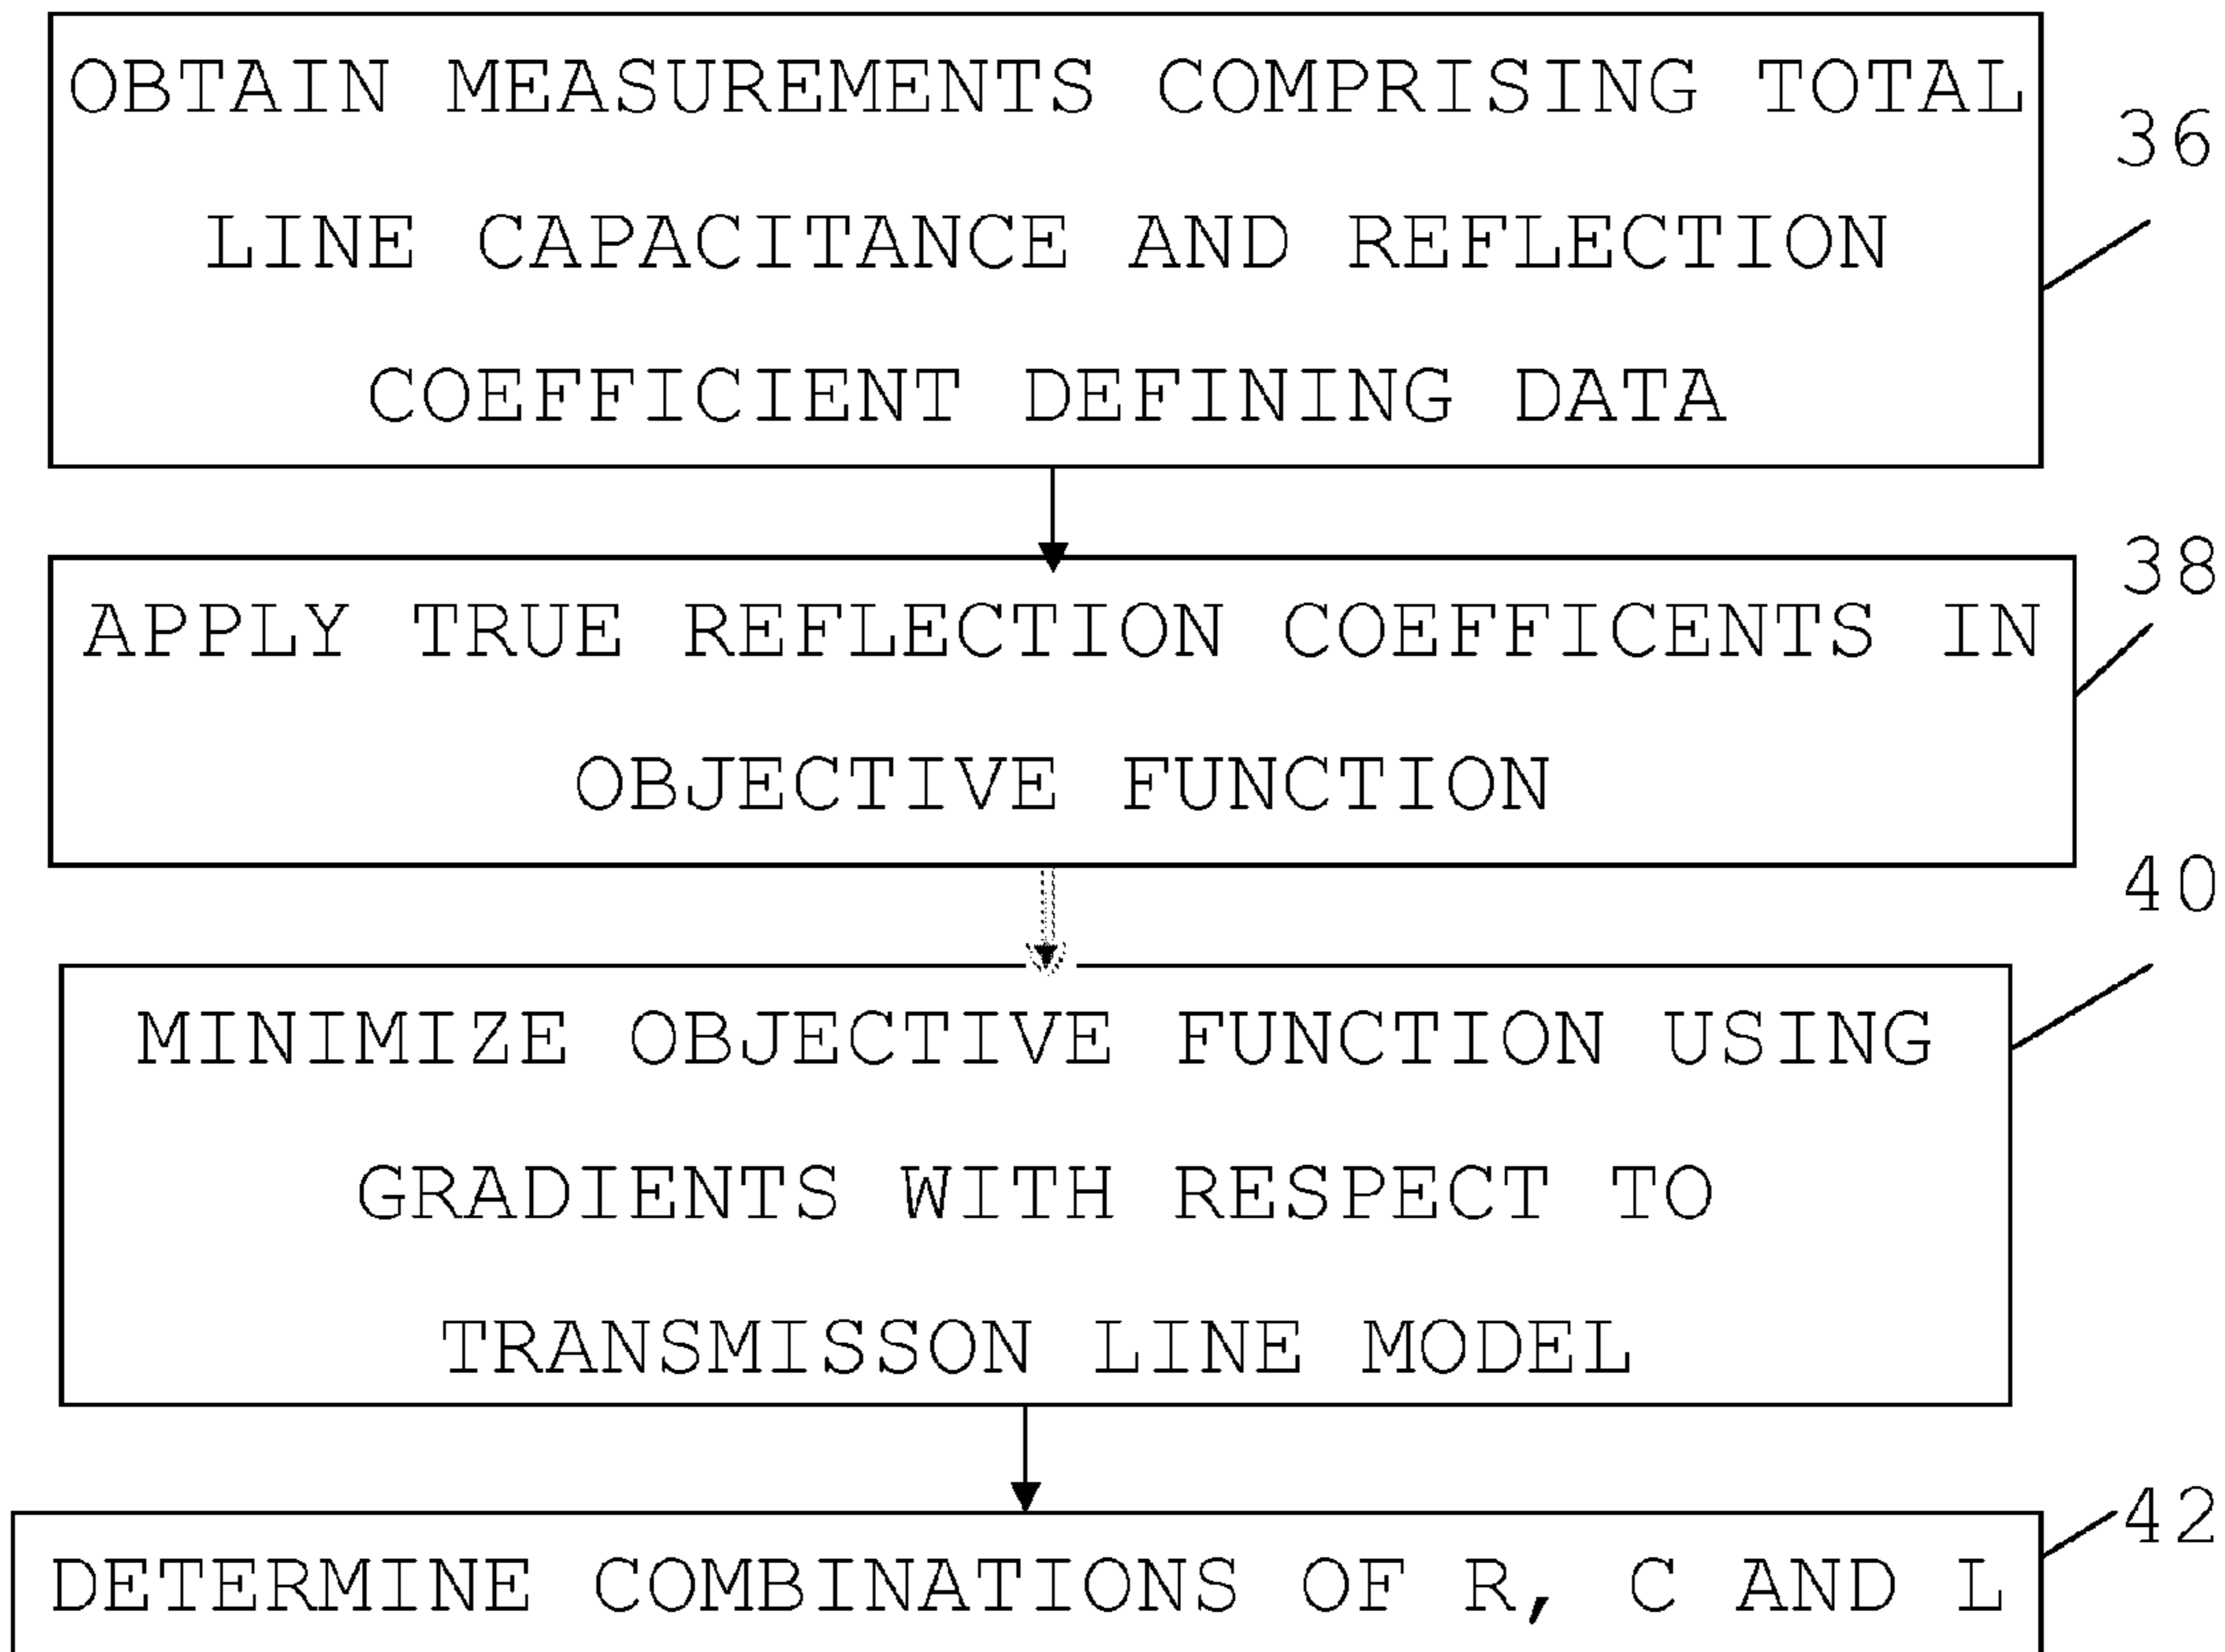 OBTAIN MEASUREMENTS COMPRISING TOTAL
LINE CAPACITANCE AND REFLECTION
COEFFICIENT DEFINING DATA
36
APPLY TRUE REFLECTION COEFFICENTS IN
OBJECTIVE FUNCTION
38
MINIMIZE OBJECTIVE FUNCTION USING
GRADIENTS WITH RESPECT TO
TRANSMISSON LINE MODEL
40
DETERMINE COMBINATIONS OF R, C AND L
42